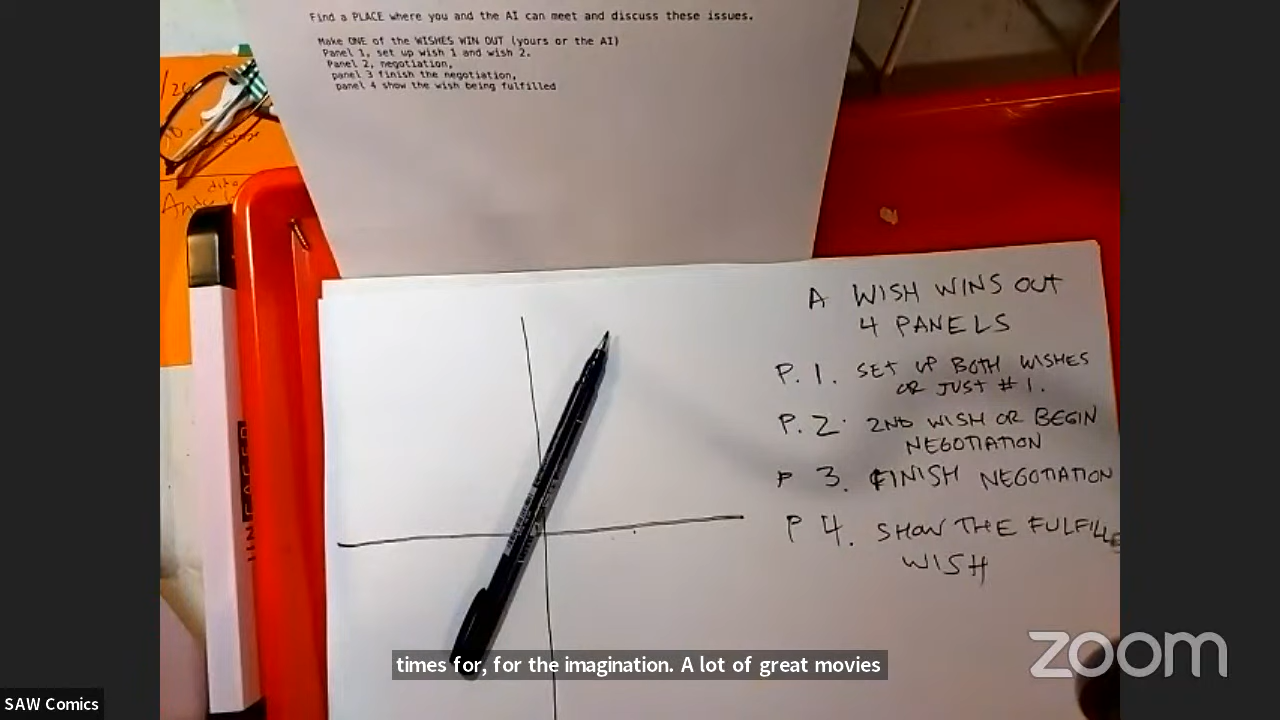 Find a PLACE where you and the AI can meet and discuss these issues.
Make ONE of the WISHES WIN OUT (yours or the AI)
Panel 1, set up wish 1 and wish 2.
Panel 2, negotiation,
panel 3 finish the negotiation,
panel 4 show the wish being fulfilled
A WISH WINS OUT
4 PANELS
P. 1. SET UP BOTH WISHES
OR JUST #1.
P. 2. 2ND WISH OR BEGIN
NEGOTIATION
P 3. FINISH NEGOTIATION
P 4. SHOW THE FULFILLE
WISH
times for, for the imagination. A lot of great movies
zoom
SAW Comics